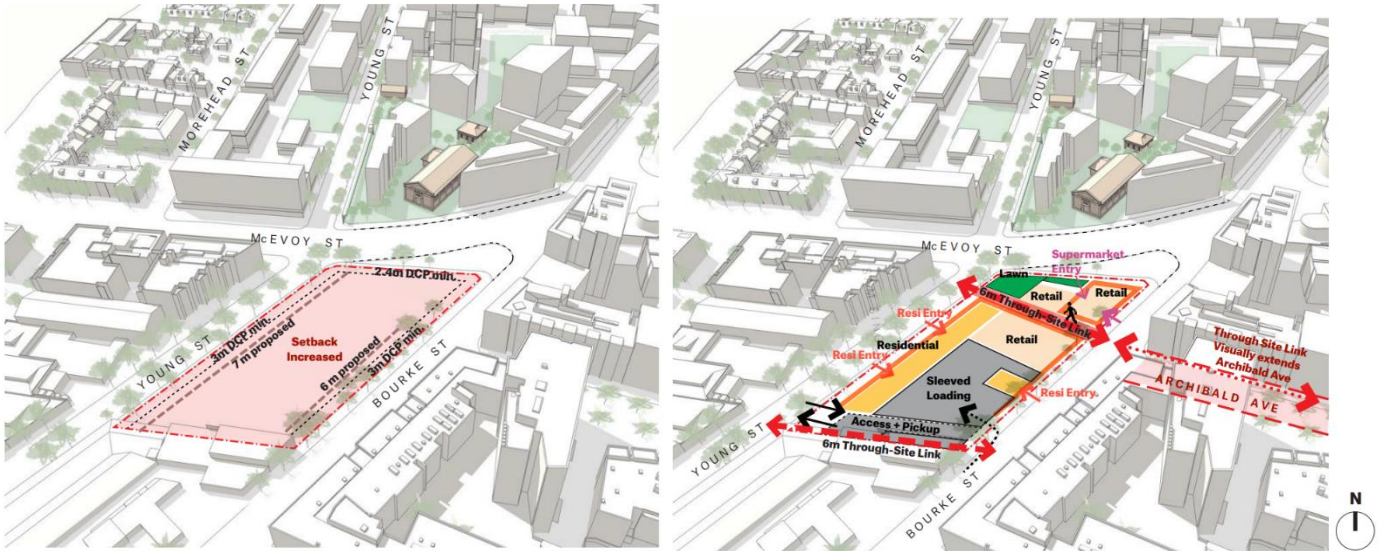 MOREHEAD ST
YOUNG ST
McEVOY ST
2.4m DCP min.
3m DCP min.
7m proposed
Setback
Increased
6m proposed
3m DCP min.
YOUNG ST
BOURKE ST
MOREHEAD ST
YOUNG ST
McEVOY ST
Supermarket
Entry
Lawn
Retail
Retail
6m Through-Site Link
Resi Entry
Resi Entry
Residential
Retail
Through Site Link
Visually extends
Archibald Ave
ARCHIBALD AVE
Sleeved
Loading
Resi Entry
Access + Pickup
6m Through-Site Link
YOUNG ST
BOURKE ST
N